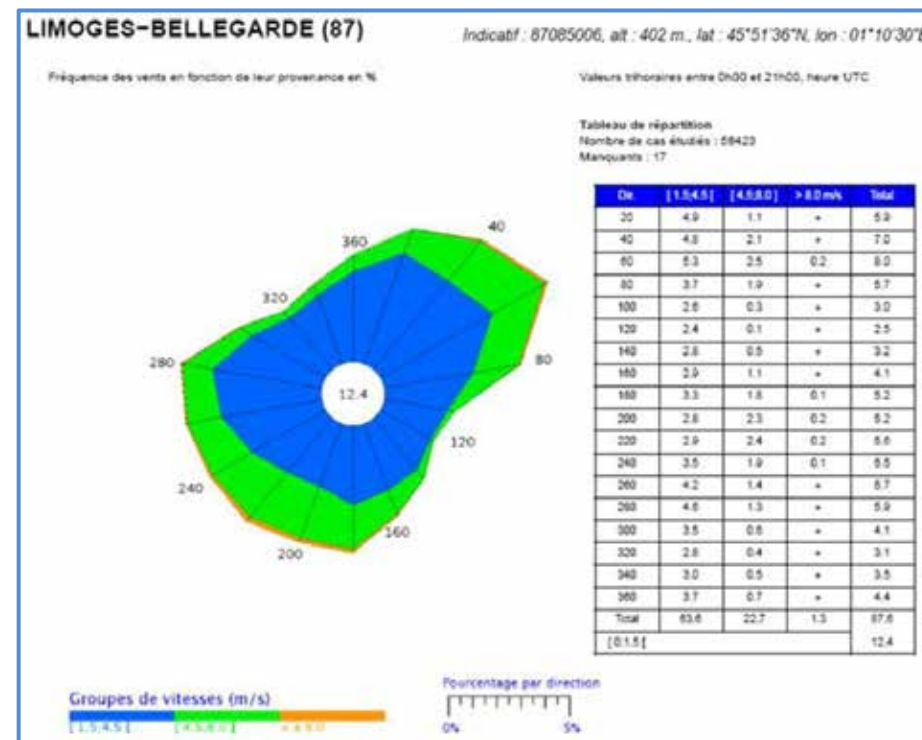 LIMOGES-BELLEGARDE (87)
Indicatif : 87085006, alt : 402 m., lat : 45°51'36"N, lon : 01°10'30"E
Fréquence des vents en fonction de leur provenance en %
Valeurs trihoraires entre 0h00 et 21h00, heure UTC
Tableau de répartition
Nombre de cas étudiés : 58423
Manquants : 17
Dir. [ 1.5;4.5 [ [ 4.5;8.0 ] > 8.0 m/s Total
20 4.9 1.1 + 5.9
40 4.8 2.1 + 7.0
60 5.3 2.5 0.2 8.0
80 3.7 1.9 + 5.7
100 2.6 0.3 + 3.0
120 2.4 0.1 + 2.5
140 2.8 0.5 + 3.2
160 2.9 1.1 + 4.1
180 3.3 1.8 0.1 5.2
200 2.8 2.3 0.2 5.2
220 2.9 2.4 0.2 5.6
240 3.5 1.9 0.1 5.5
260 4.2 1.4 + 5.7
280 4.6 1.3 + 5.9
300 3.5 0.6 + 4.1
320 2.8 0.4 + 3.1
340 3.0 0.5 + 3.5
360 3.7 0.7 + 4.4
Total 63.6 22.7 1.3 87.6
[ 0;1.5 [ 12.4
360
40
320
280
80
12.4
120
240
160
200
Groupes de vitesses (m/s)
[ 1.5;4.5 [ [ 4.5;8.0 ] > à 8.0
Pourcentage par direction
0% 5%